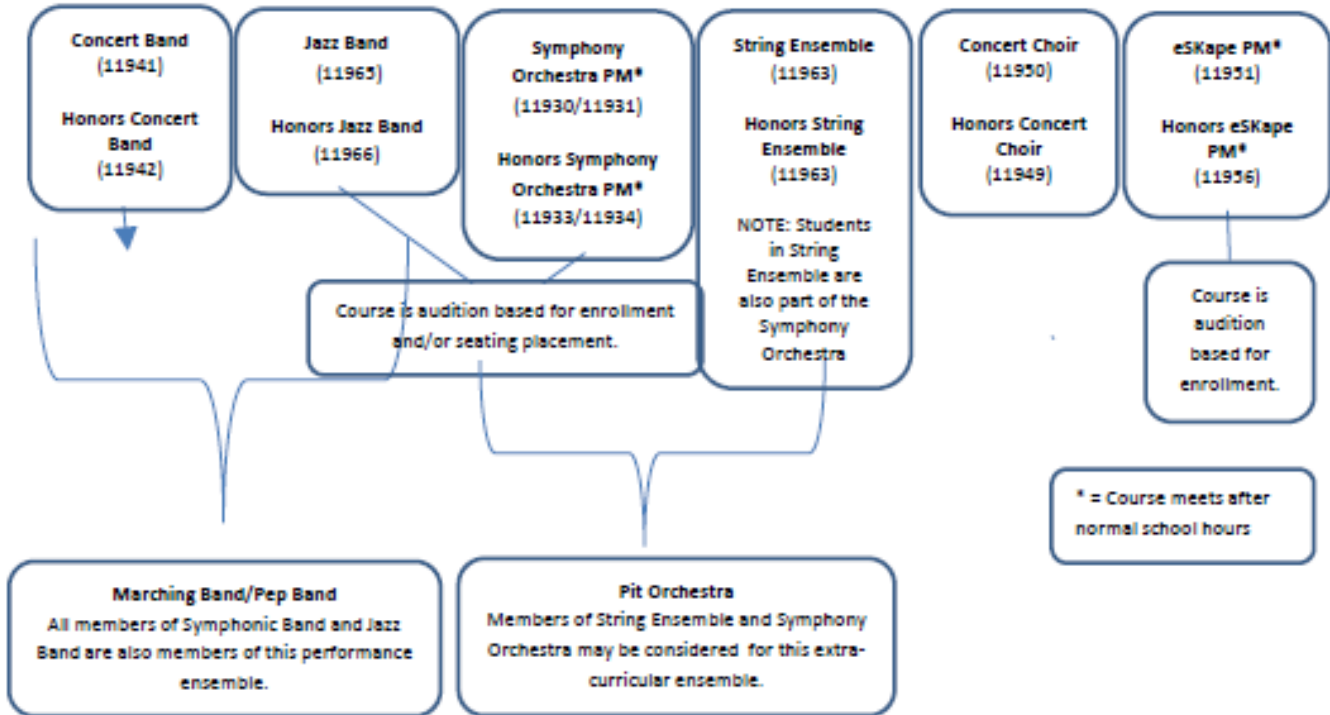 Concert Band
(11941)
Honors Concert
Band
(11942)
Jazz Band
(11965)
Honors Jazz Band
(11966)
Symphony
Orchestra PM*
(11930/11931)
Honors Symphony
Orchestra PM*
(11933/11934)
String Ensemble
(11963)
Honors String
Ensemble
(11963)
NOTE: Students
in String
Ensemble are
also part of the
Symphony
Orchestra
Concert Choir
(11950)
Honors Concert
Choir
(11949)
eSKape PM*
(11951)
Honors eSKape
PM*
(11956)
Course is audition based for enrollment
and/or seating placement.
Course is
audition
based for
enrollment.
* = Course meets after
normal school hours
Marching Band/Pep Band
All members of Symphonic Band and Jazz
Band are also members of this performance
ensemble.
Pit Orchestra
Members of String Ensemble and Symphony
Orchestra may be considered for this extra-
curricular ensemble.